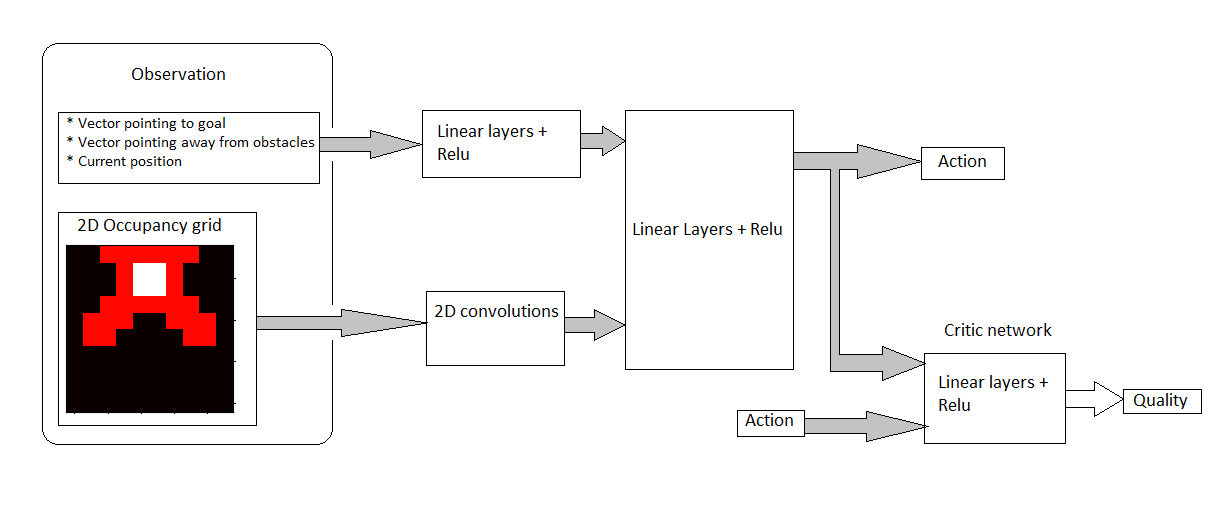 Observation
* Vector pointing to goal
* Vector pointing away from obstacles
* Current position
2D Occupancy grid
Linear layers +
Relu
2D convolutions
Linear Layers + Relu
Action
Critic network
Linear layers +
Relu
Action
Quality